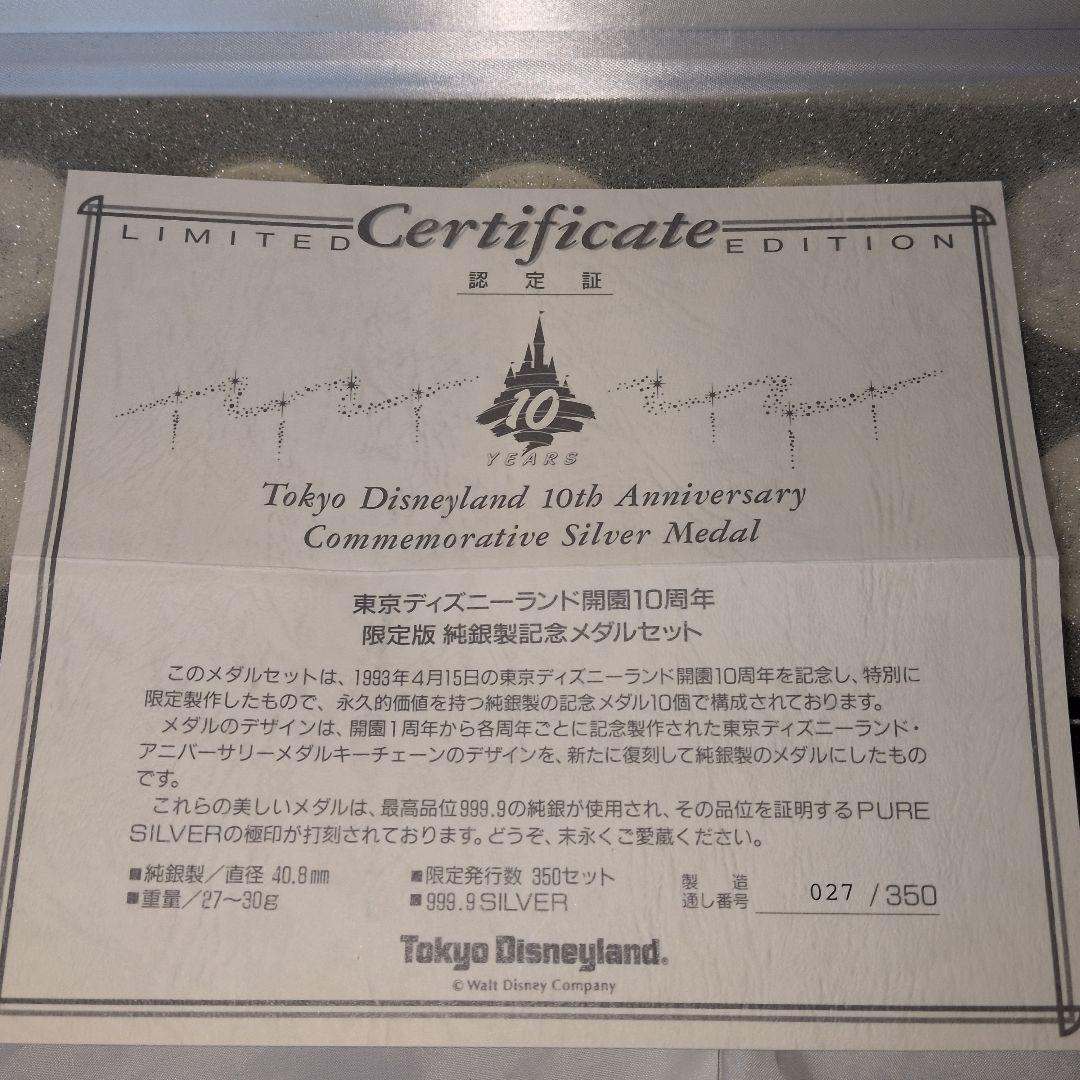 LIMITED Certificate EDITION
認定証
10
YEARS
Tokyo Disneyland 10th Anniversary
Commemorative Silver Medal
東京ディズニーランド開園10周年
限定版 純銀製記念メダルセット
このメダルセットは、1993年4月15日の東京ディズニーランド開園10周年を記念し、特別に
限定製作したもので、永久的価値を持つ純銀製の記念メダル10個で構成されております。
メダルのデザインは、開園1周年から各周年ごとに記念製作された東京ディズニーランド・
アニバーサリーメダルキーチェーンのデザインを、新たに復刻して純銀製のメダルにしたもの
です。
これらの美しいメダルは、最高品位999.9の純銀が使用され、その品位を証明するPURE
SILVERの極印が打刻されております。どうぞ、末永くご愛蔵ください。
■純銀製/直径 40.8mm ■限定発行数 350セット 製造
■重量/27〜30g ■999.9 SILVER 通し番号 027 /350
Tokyo Disneyland®
© Walt Disney Company